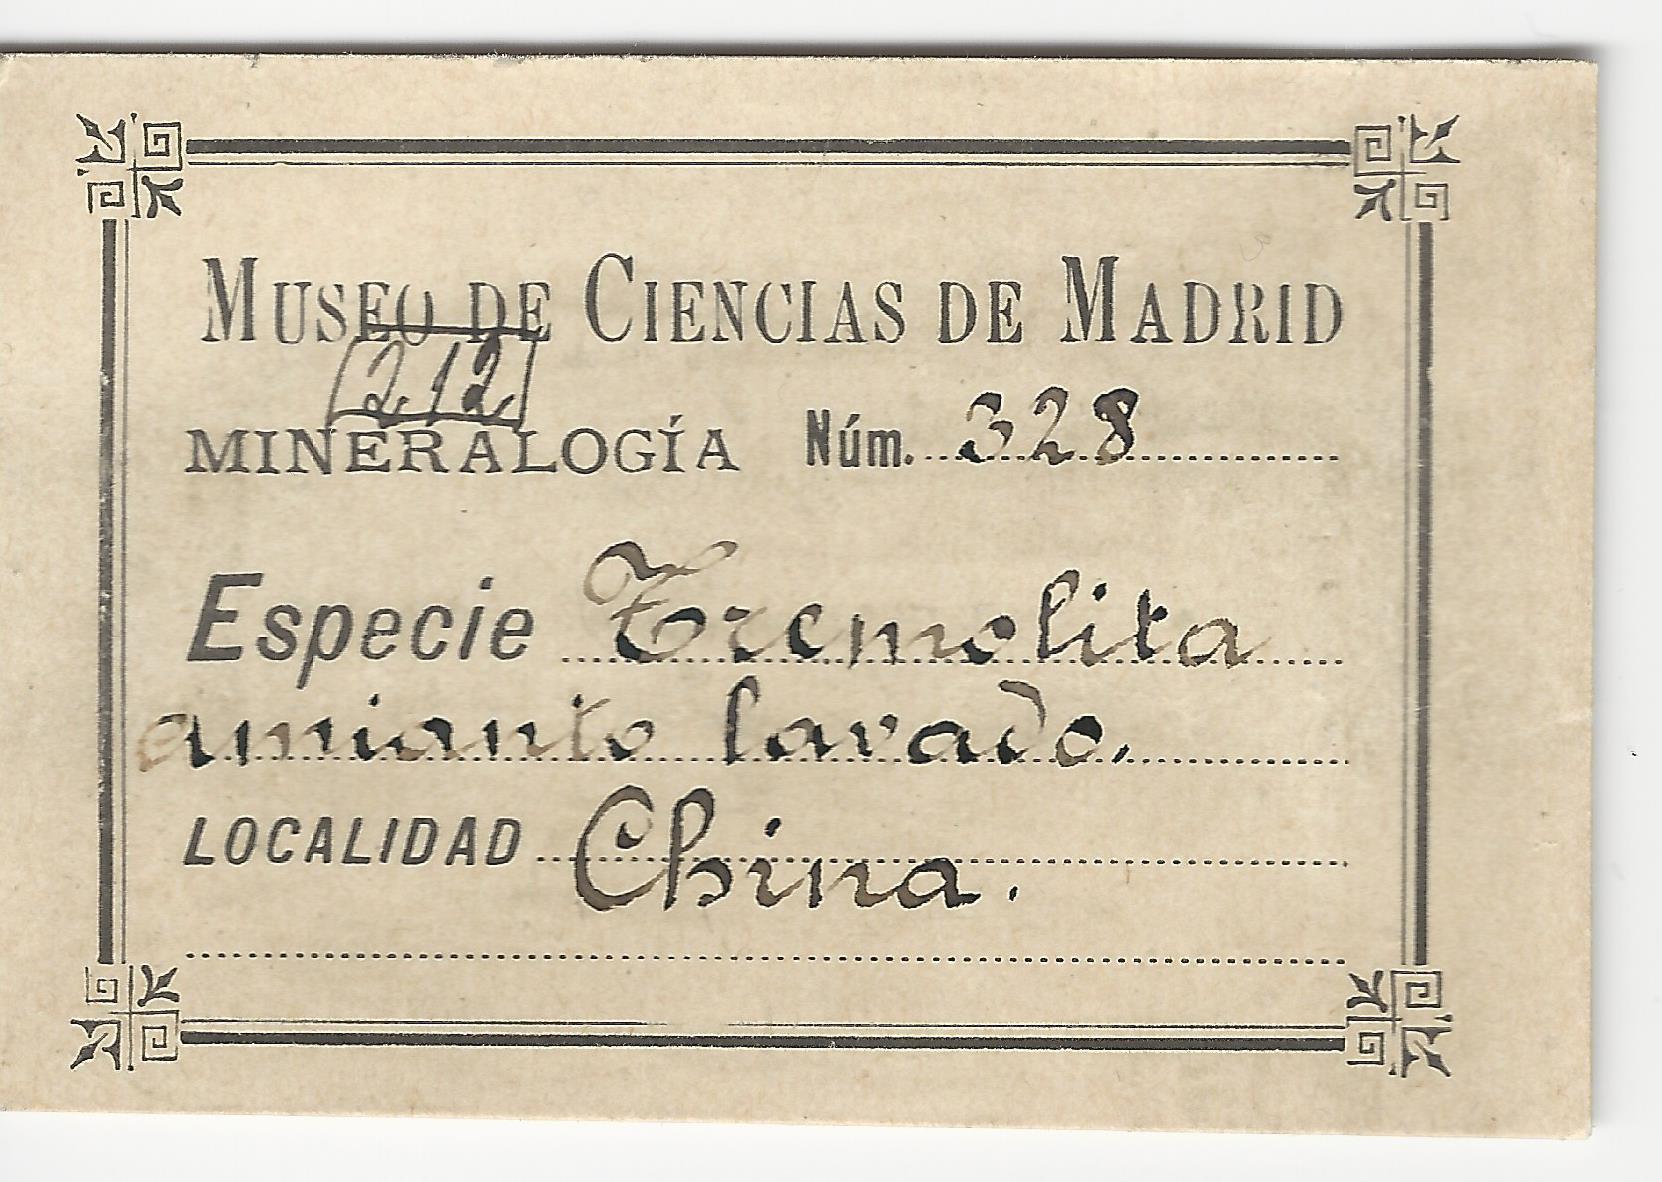 MUSEO DE CIENCIAS DE MADRID
212
MINERALOGÍA Núm. 328
Especie Tremolita
amianto lavado.
LOCALIDAD China.